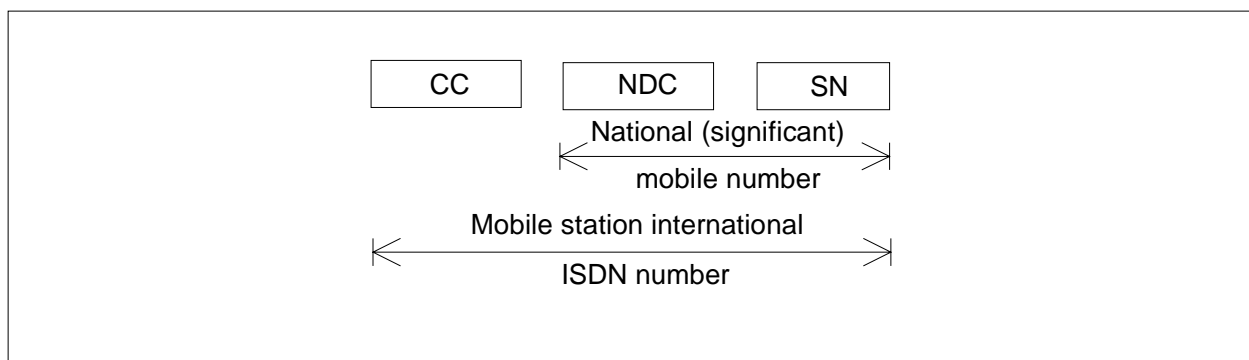 CC NDC SN
National (significant)
mobile number
Mobile station international
ISDN number